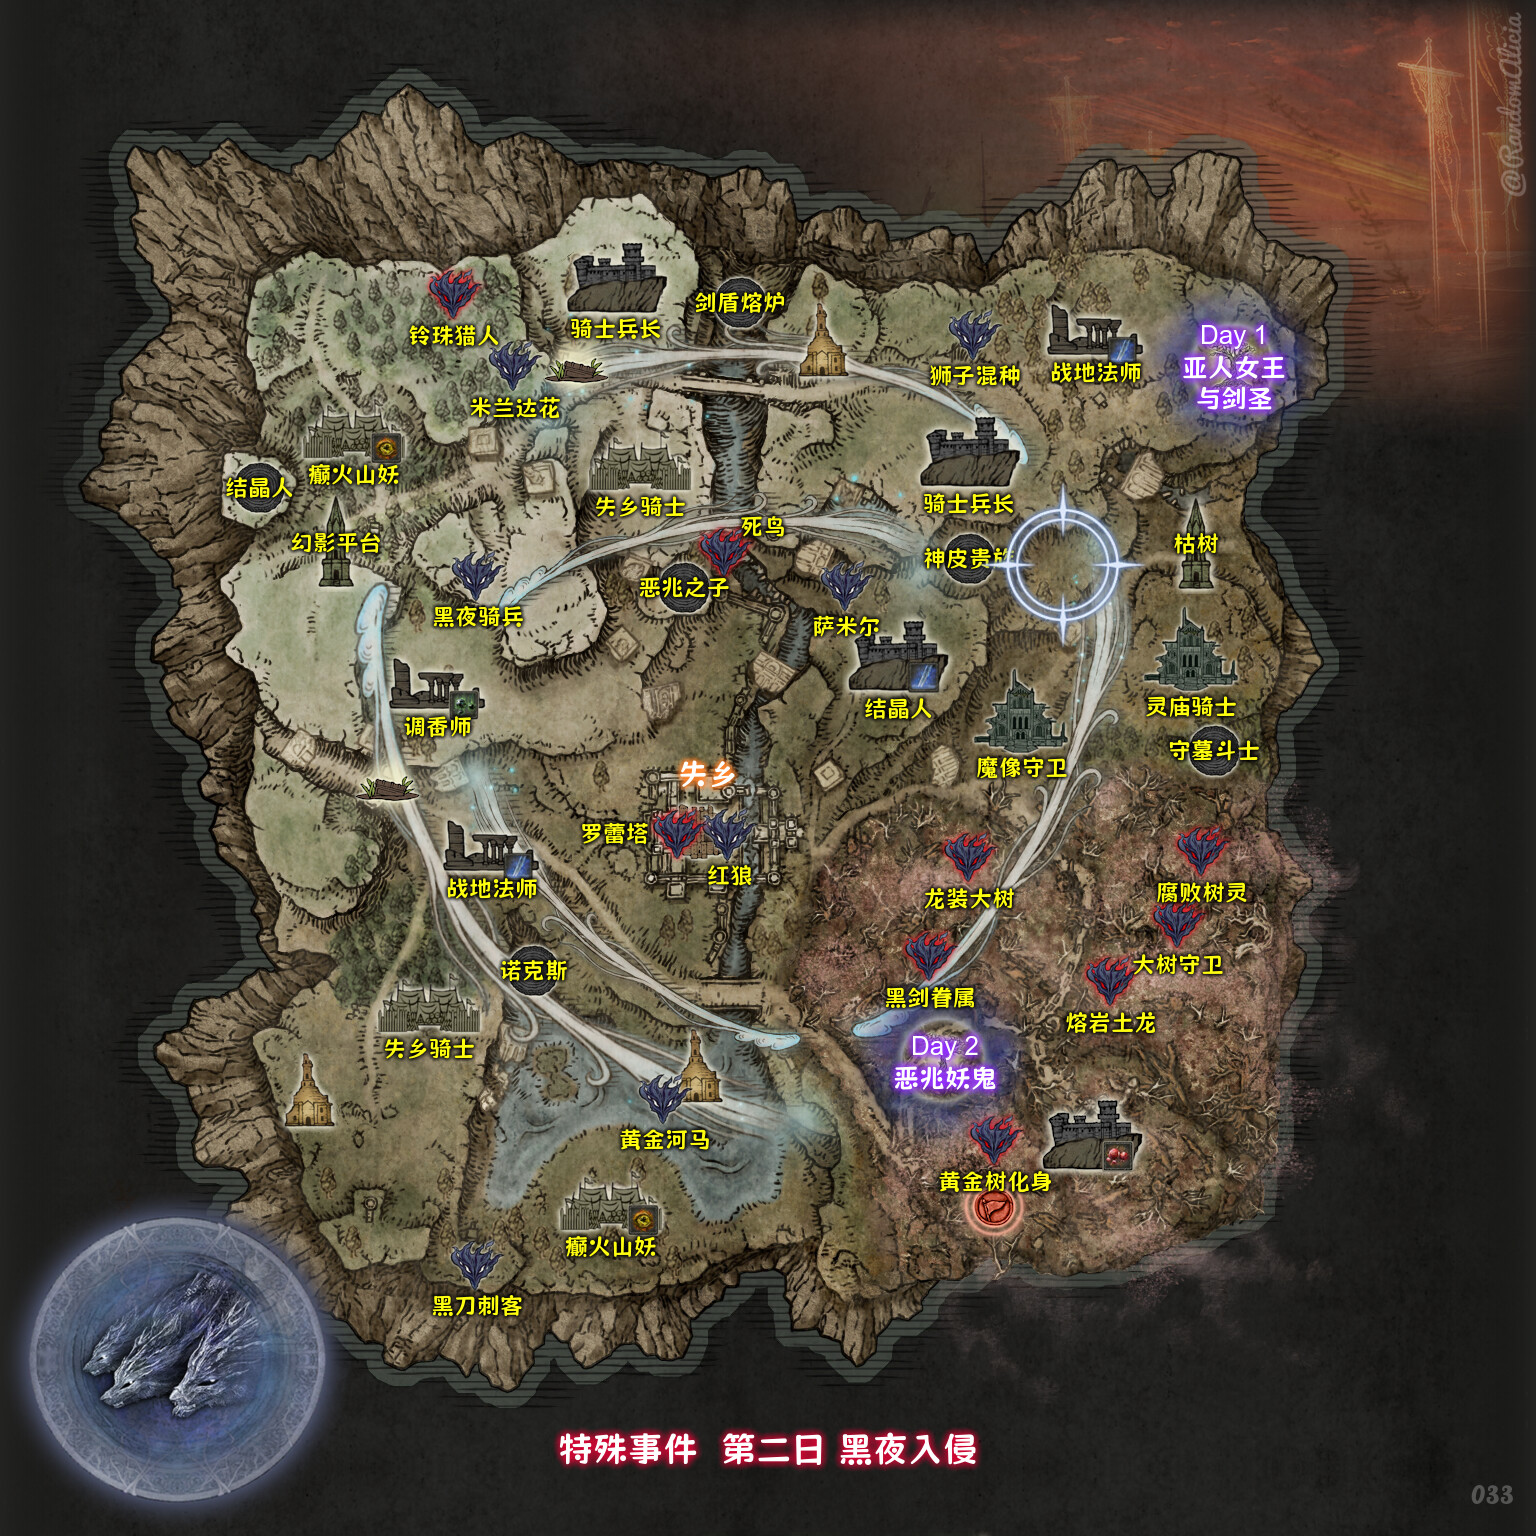 @RandomAlicia
铃珠猎人
骑士兵长
剑盾熔炉
狮子混种
战地法师
Day 1
亚人女王
与剑圣
米兰达花
癫火山妖
结晶人
失乡骑士
骑士兵长
幻影平台
死鸟
神皮贵族
枯树
恶兆之子
黑夜骑兵
萨米尔
结晶人
灵庙骑士
调香师
守墓斗士
魔像守卫
失乡
罗蕾塔
红狼
战地法师
龙装大树
腐败树灵
诺克斯
大树守卫
黑剑眷属
熔岩土龙
失乡骑士
Day 2
恶兆妖鬼
黄金河马
黄金树化身
癫火山妖
黑刀刺客
特殊事件 第二日 黑夜入侵
033